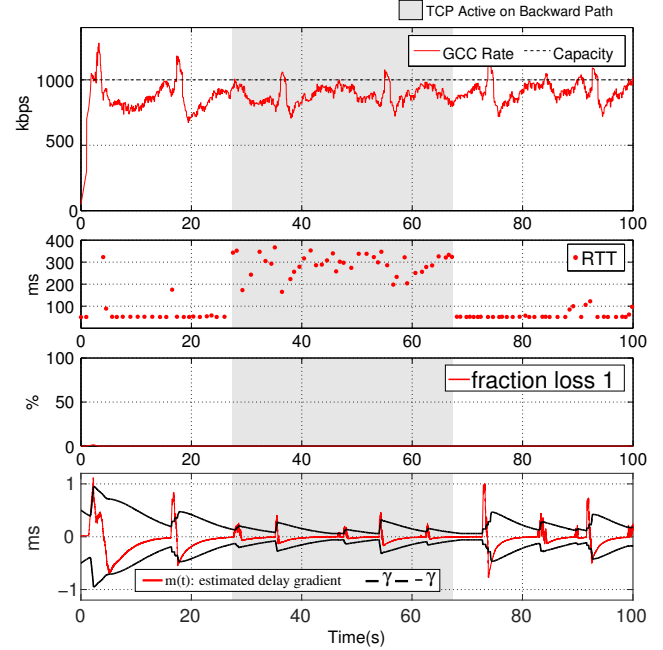 TCP Active on Backward Path
GCC Rate Capacity
kbps
1000
500
0
0 20 40 60 80 100
RTT
ms
400
300
200
100
0
0 20 40 60 80 100
fraction loss 1
%
100
50
0
0 20 40 60 80 100
ms
1
0
−1
m(t): estimated delay gradient γ −γ
0 20 40 60 80 100
Time(s)